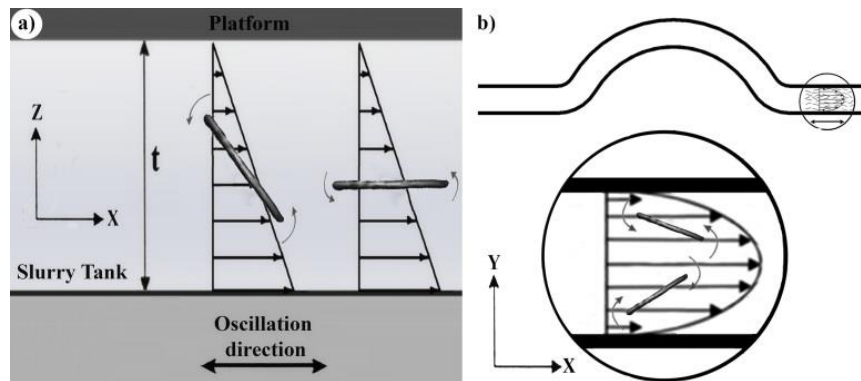 a)
Platform
Z
t
X
Slurry Tank
Oscillation
direction
b)
Y
X